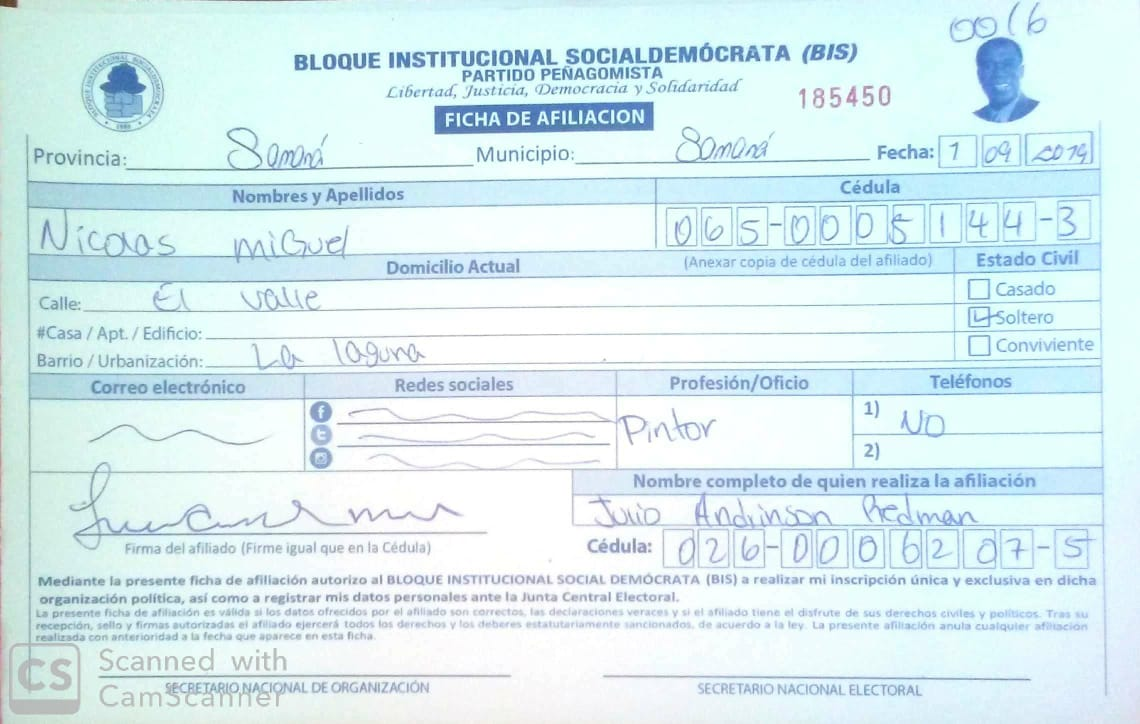 0016
BLOQUE INSTITUCIONAL SOCIALDEMÓCRATA (BIS)
PARTIDO PEÑAGOMISTA
Libertad, Justicia, Democracia y Solidaridad
185450
FICHA DE AFILIACION
Provincia: Samaná Municipio: Samaná Fecha: 1 09 2019
Nombres y Apellidos Cédula
Nicolas miGuel 065-0005144-3
Domicilio Actual (Anexar copia de cédula del afiliado) Estado Civil
Calle: El valle Casado
#Casa / Apt. / Edificio: Soltero
Barrio / Urbanización: La laguna Conviviente
Correo electrónico Redes sociales Profesión/Oficio Teléfonos
Pintor 1) NO
2)
Nombre completo de quien realiza la afiliación
Julio Andrinson Redman
Firma del afiliado (Firme igual que en la Cédula) Cédula: 026-0006207-5
Mediante la presente ficha de afiliación autorizo al BLOQUE INSTITUCIONAL SOCIAL DEMÓCRATA (BIS) a realizar mi inscripción única y exclusiva en dicha
organización política, así como a registrar mis datos personales ante la Junta Central Electoral.
La presente ficha de afiliación es válida si los datos ofrecidos por el afiliado son correctos, las declaraciones veraces y si el afiliado tiene el disfrute de sus derechos civiles y políticos. Tras su
recepción, sello y firmas autorizadas el afiliado ejercerá todos los derechos y los deberes estatutariamente sancionados, de acuerdo a la ley. La presente afiliación anula cualquier afiliación
realizada con anterioridad a la fecha que aparece en esta ficha.
CS Scanned with
CamScanner
SECRETARIO NACIONAL DE ORGANIZACIÓN SECRETARIO NACIONAL ELECTORAL